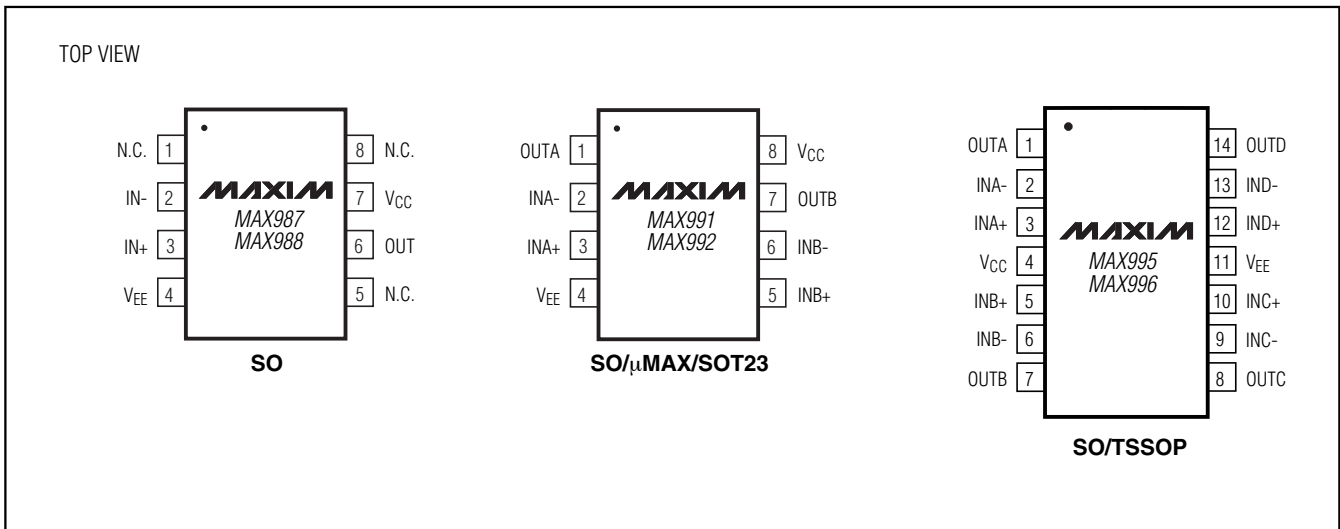 TOP VIEW
N.C. 1
IN- 2
IN+ 3
VEE 4
8 N.C.
7 VCC
6 OUT
5 N.C.
MAXIM
MAX987
MAX988
SO
OUTA 1
INA- 2
INA+ 3
VEE 4
8 VCC
7 OUTB
6 INB-
5 INB+
MAXIM
MAX991
MAX992
SO/μMAX/SOT23
OUTA 1
INA- 2
INA+ 3
VCC 4
INB+ 5
INB- 6
OUTB 7
14 OUTD
13 IND-
12 IND+
11 VEE
10 INC+
9 INC-
8 OUTC
MAXIM
MAX995
MAX996
SO/TSSOP